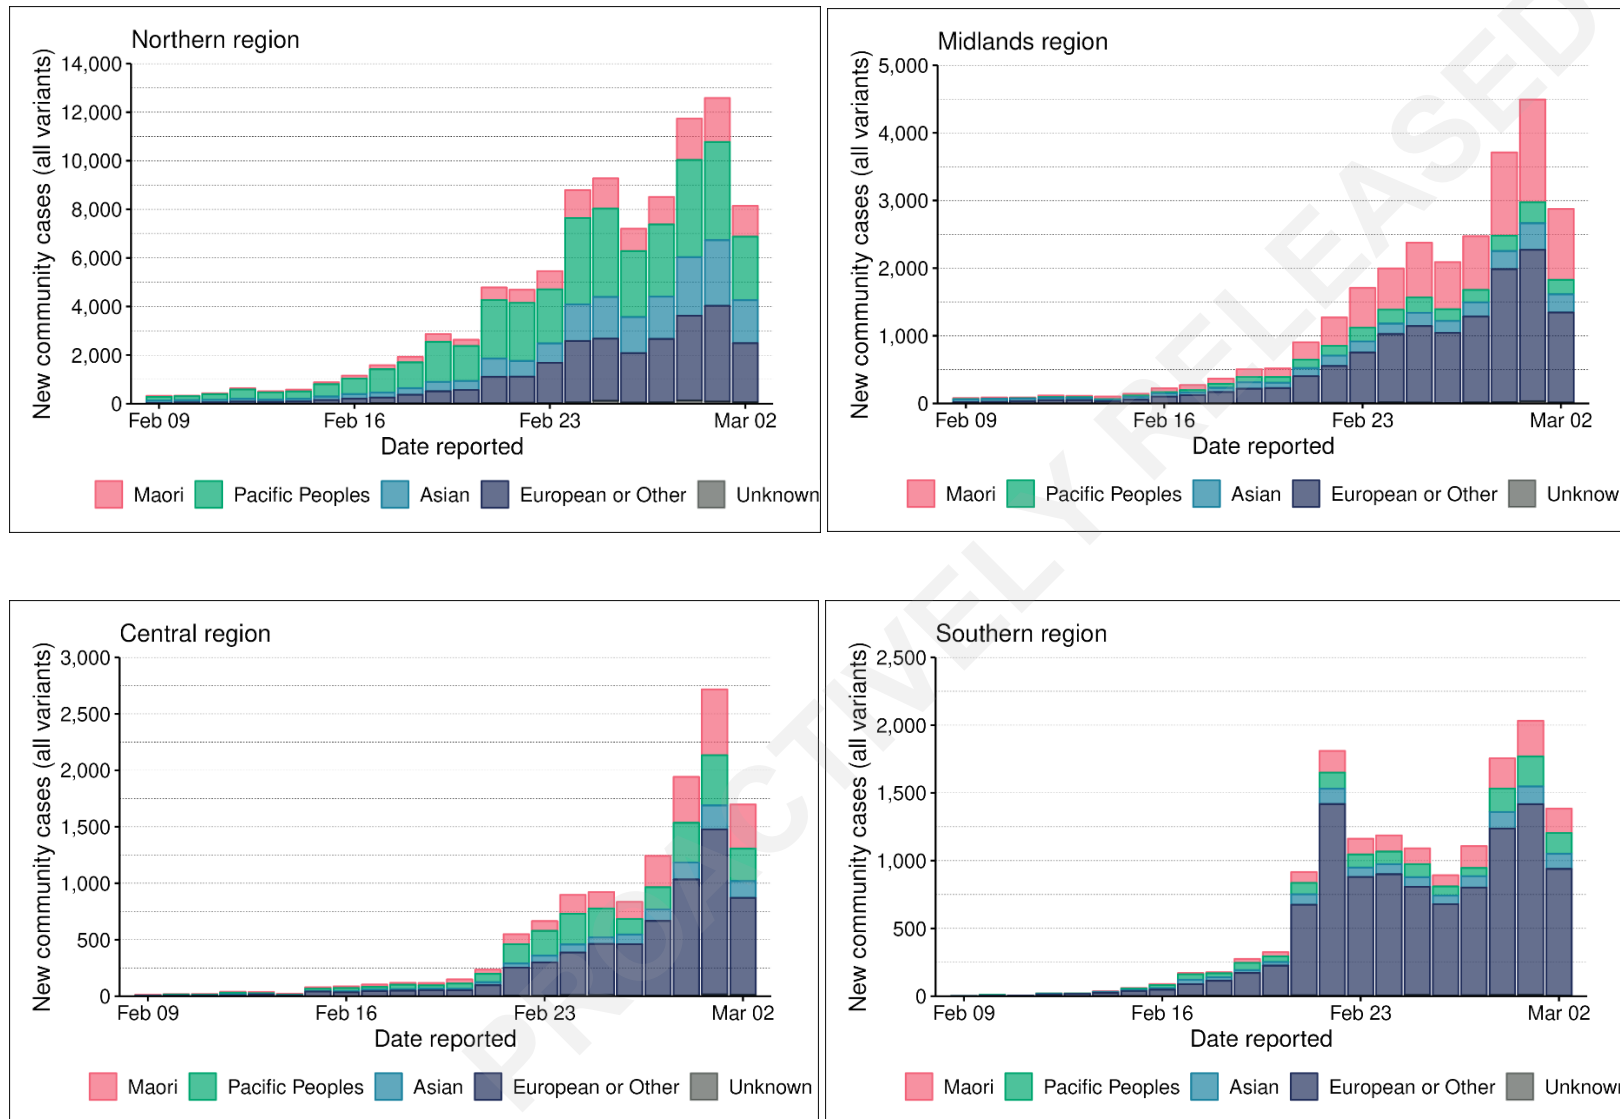 Northern region
New community cases (all variants)
14,000
12,000
10,000
8,000
6,000
4,000
2,000
0
Feb 09 Feb 16 Feb 23 Mar 02
Date reported
Maori Pacific Peoples Asian European or Other Unknown
Midlands region
New community cases (all variants)
5,000
4,000
3,000
2,000
1,000
0
Feb 09 Feb 16 Feb 23 Mar 02
Date reported
Maori Pacific Peoples Asian European or Other Unknow
Central region
New community cases (all variants)
3,000
2,500
2,000
1,500
1,000
500
0
Feb 09 Feb 16 Feb 23 Mar 02
Date reported
Maori Pacific Peoples Asian European or Other Unknown
Southern region
New community cases (all variants)
2,500
2,000
1,500
1,000
500
0
Feb 09 Feb 16 Feb 23 Mar 02
Date reported
Maori Pacific Peoples Asian European or Other Unknow
PROACTIVELY RELEASED